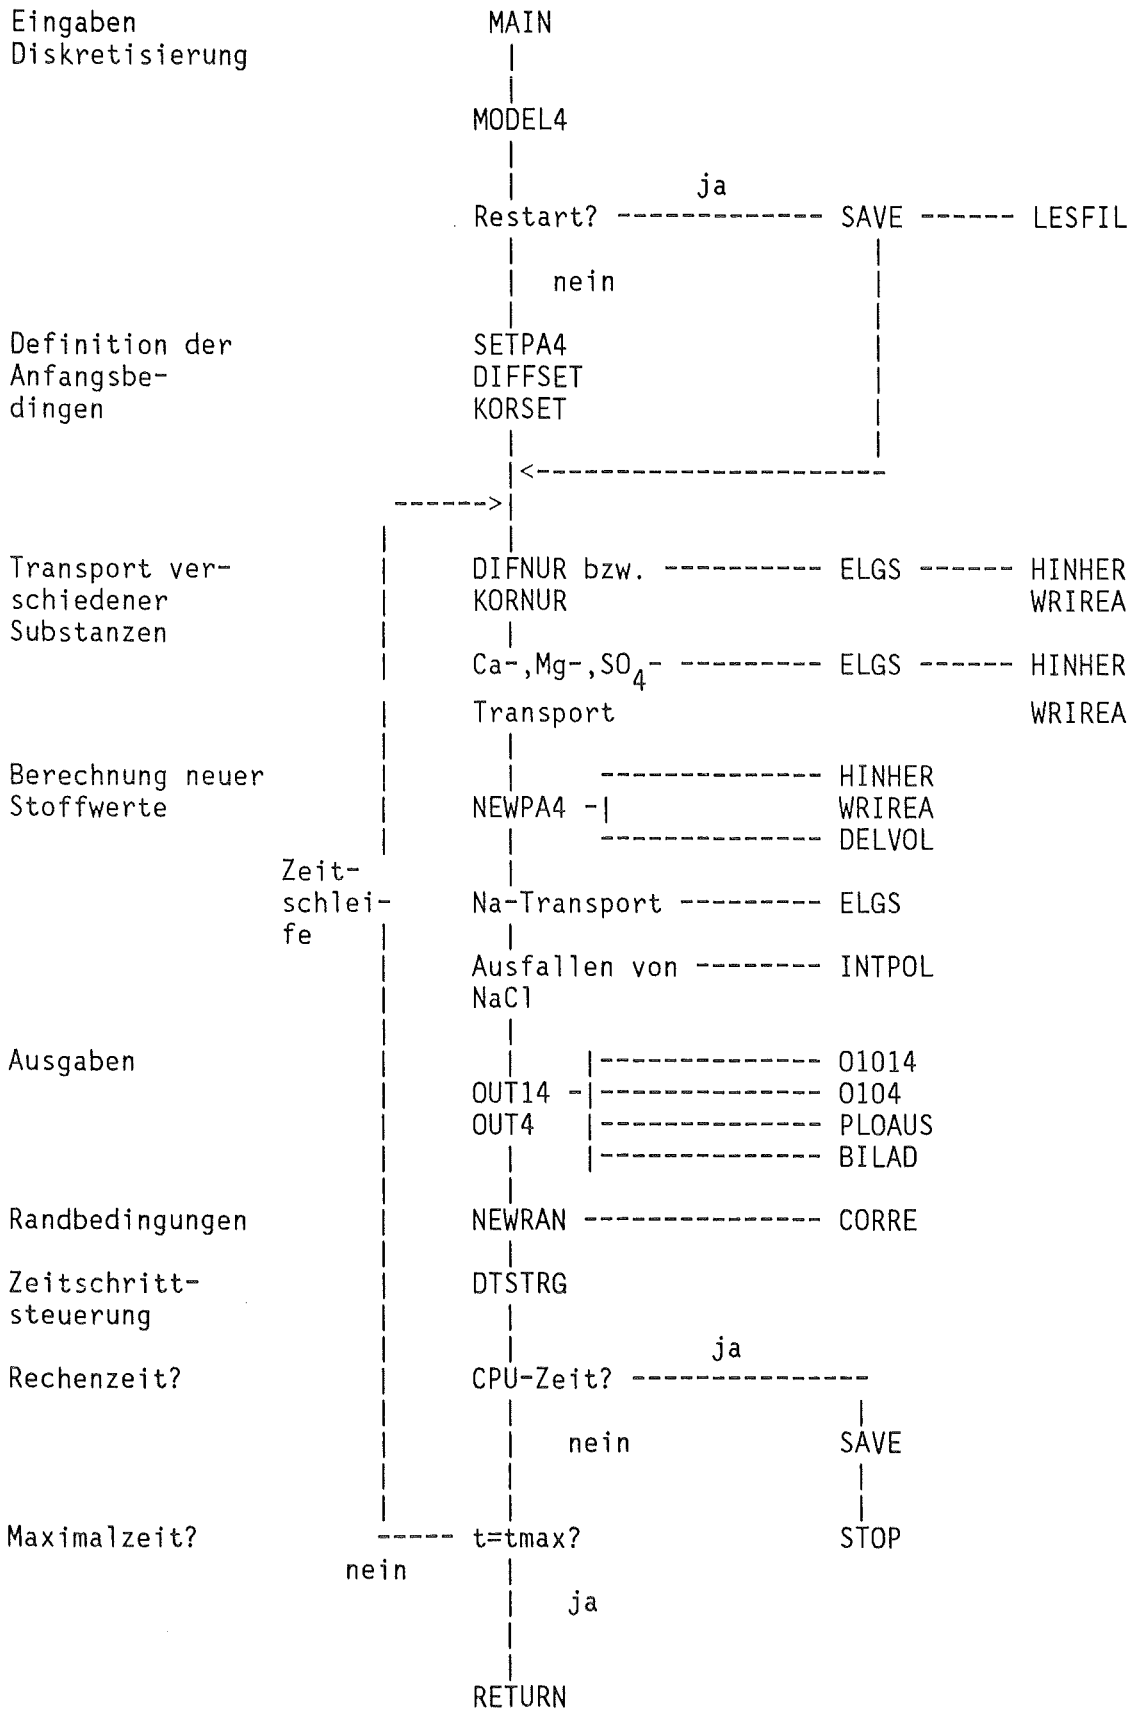 Eingaben MAIN
Diskretisierung
MODEL4
ja
Restart? ------------- SAVE ------ LESFIL
nein
Definition der SETPA4
Anfangsbe- DIFFSET
dingen KORSET
<----------------------
------>
Transport ver- DIFNUR bzw. ---------- ELGS ------ HINHER
schiedener KORNUR WRIREA
Substanzen
Ca-,Mg-,SO4- --------- ELGS ------ HINHER
Transport WRIREA
Berechnung neuer -------------- HINHER
Stoffwerte NEWPA4 -| WRIREA
-------------- DELVOL
Zeit-
schlei- Na-Transport --------- ELGS
fe
Ausfallen von -------- INTPOL
NaCl
Ausgaben |-------------- O1014
OUT14 -|-------------- O104
OUT4 |-------------- PLOAUS
|-------------- BILAD
Randbedingungen NEWRAN --------------- CORRE
Zeitschritt- DTSTRG
steuerung
ja
Rechenzeit? CPU-Zeit? ---------------
nein SAVE
Maximalzeit? ----- t=tmax? STOP
nein
ja
RETURN